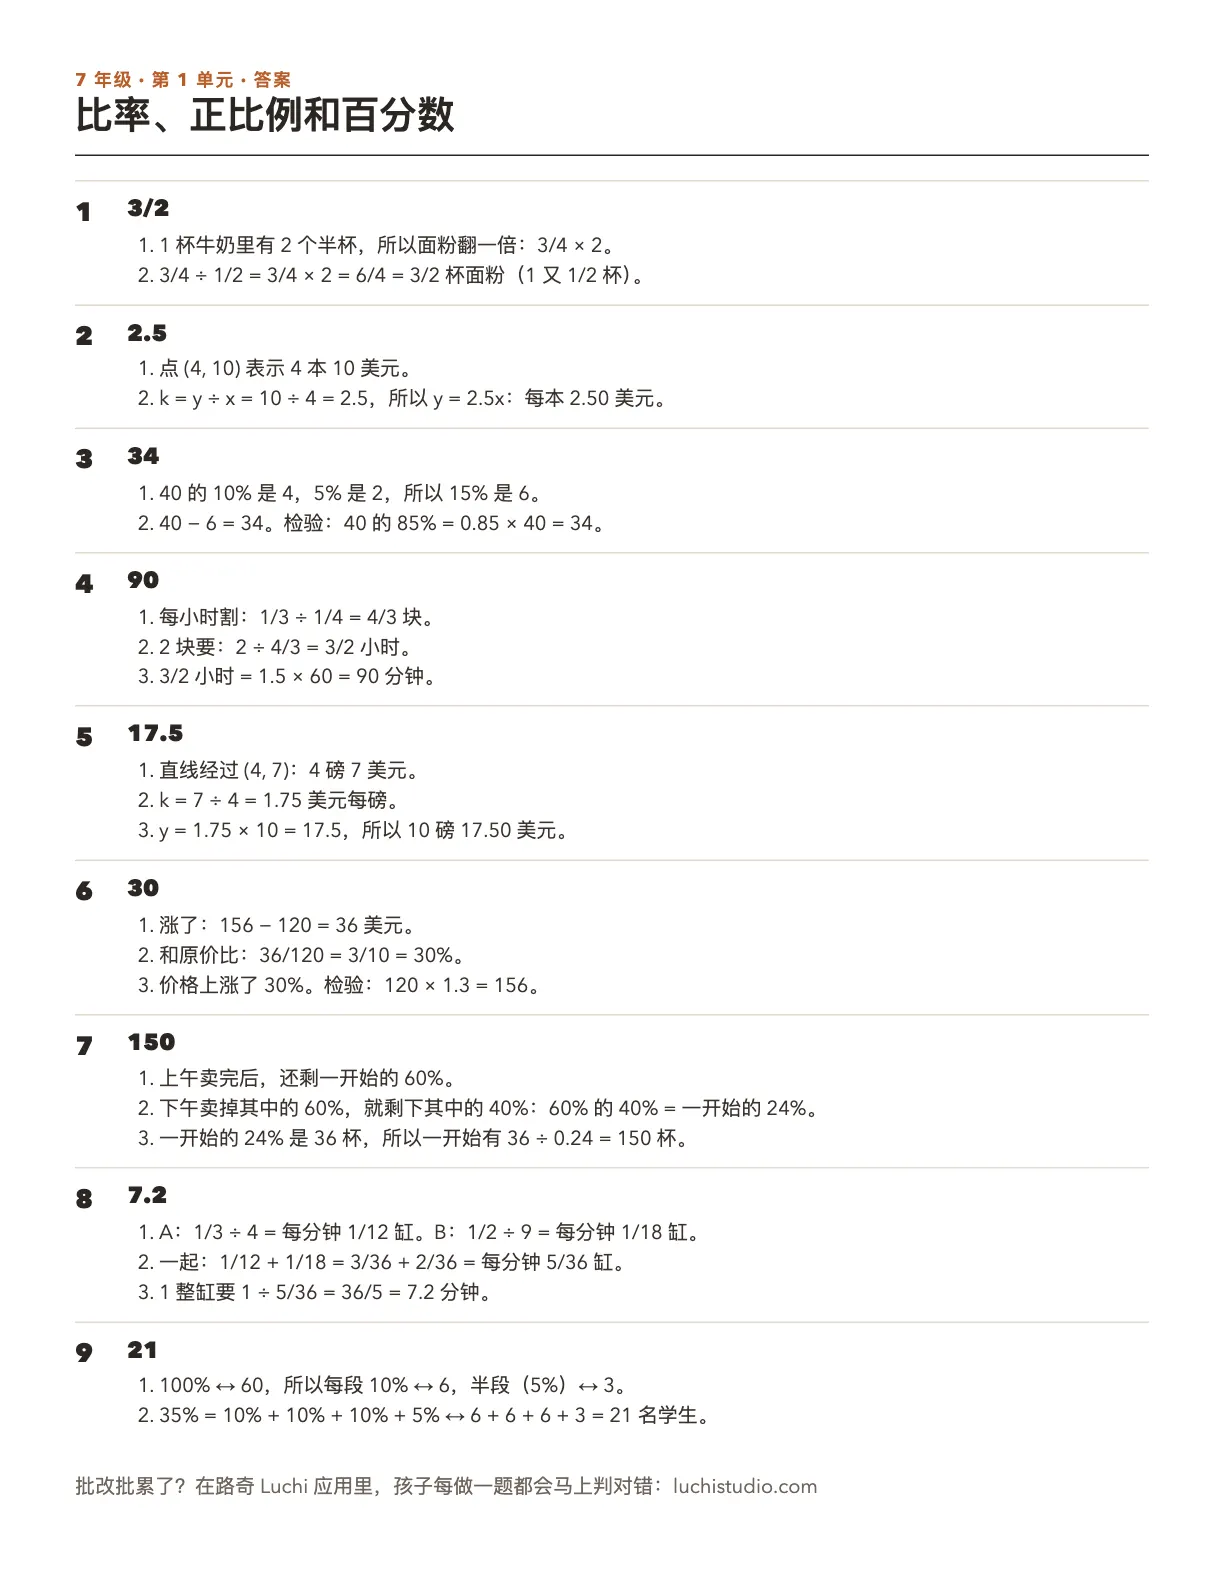 7 年级 · 第 1 单元 · 答案
比率、正比例和百分数
1 3/2
1. 1 杯牛奶里有 2 个半杯，所以面粉翻一倍：3/4 × 2。
2. 3/4 ÷ 1/2 = 3/4 × 2 = 6/4 = 3/2 杯面粉（1 又 1/2 杯）。
2 2.5
1. 点 (4, 10) 表示 4 本 10 美元。
2. k = y ÷ x = 10 ÷ 4 = 2.5，所以 y = 2.5x：每本 2.50 美元。
3 34
1. 40 的 10% 是 4，5% 是 2，所以 15% 是 6。
2. 40 − 6 = 34。检验：40 的 85% = 0.85 × 40 = 34。
4 90
1. 每小时割：1/3 ÷ 1/4 = 4/3 块。
2. 2 块要：2 ÷ 4/3 = 3/2 小时。
3. 3/2 小时 = 1.5 × 60 = 90 分钟。
5 17.5
1. 直线经过 (4, 7)：4 磅 7 美元。
2. k = 7 ÷ 4 = 1.75 美元每磅。
3. y = 1.75 × 10 = 17.5，所以 10 磅 17.50 美元。
6 30
1. 涨了：156 − 120 = 36 美元。
2. 和原价比：36/120 = 3/10 = 30%。
3. 价格上涨了 30%。检验：120 × 1.3 = 156。
7 150
1. 上午卖完后，还剩一开始的 60%。
2. 下午卖掉其中的 60%，就剩下其中的 40%：60% 的 40% = 一开始的 24%。
3. 一开始的 24% 是 36 杯，所以一开始有 36 ÷ 0.24 = 150 杯。
8 7.2
1. A：1/3 ÷ 4 = 每分钟 1/12 缸。B：1/2 ÷ 9 = 每分钟 1/18 缸。
2. 一起：1/12 + 1/18 = 3/36 + 2/36 = 每分钟 5/36 缸。
3. 1 整缸要 1 ÷ 5/36 = 36/5 = 7.2 分钟。
9 21
1. 100% ↔ 60，所以每段 10% ↔ 6，半段（5%）↔ 3。
2. 35% = 10% + 10% + 10% + 5% ↔ 6 + 6 + 6 + 3 = 21 名学生。
批改批累了？在路奇 Luchi 应用里，孩子每做一题都会马上判对错：luchistudio.com